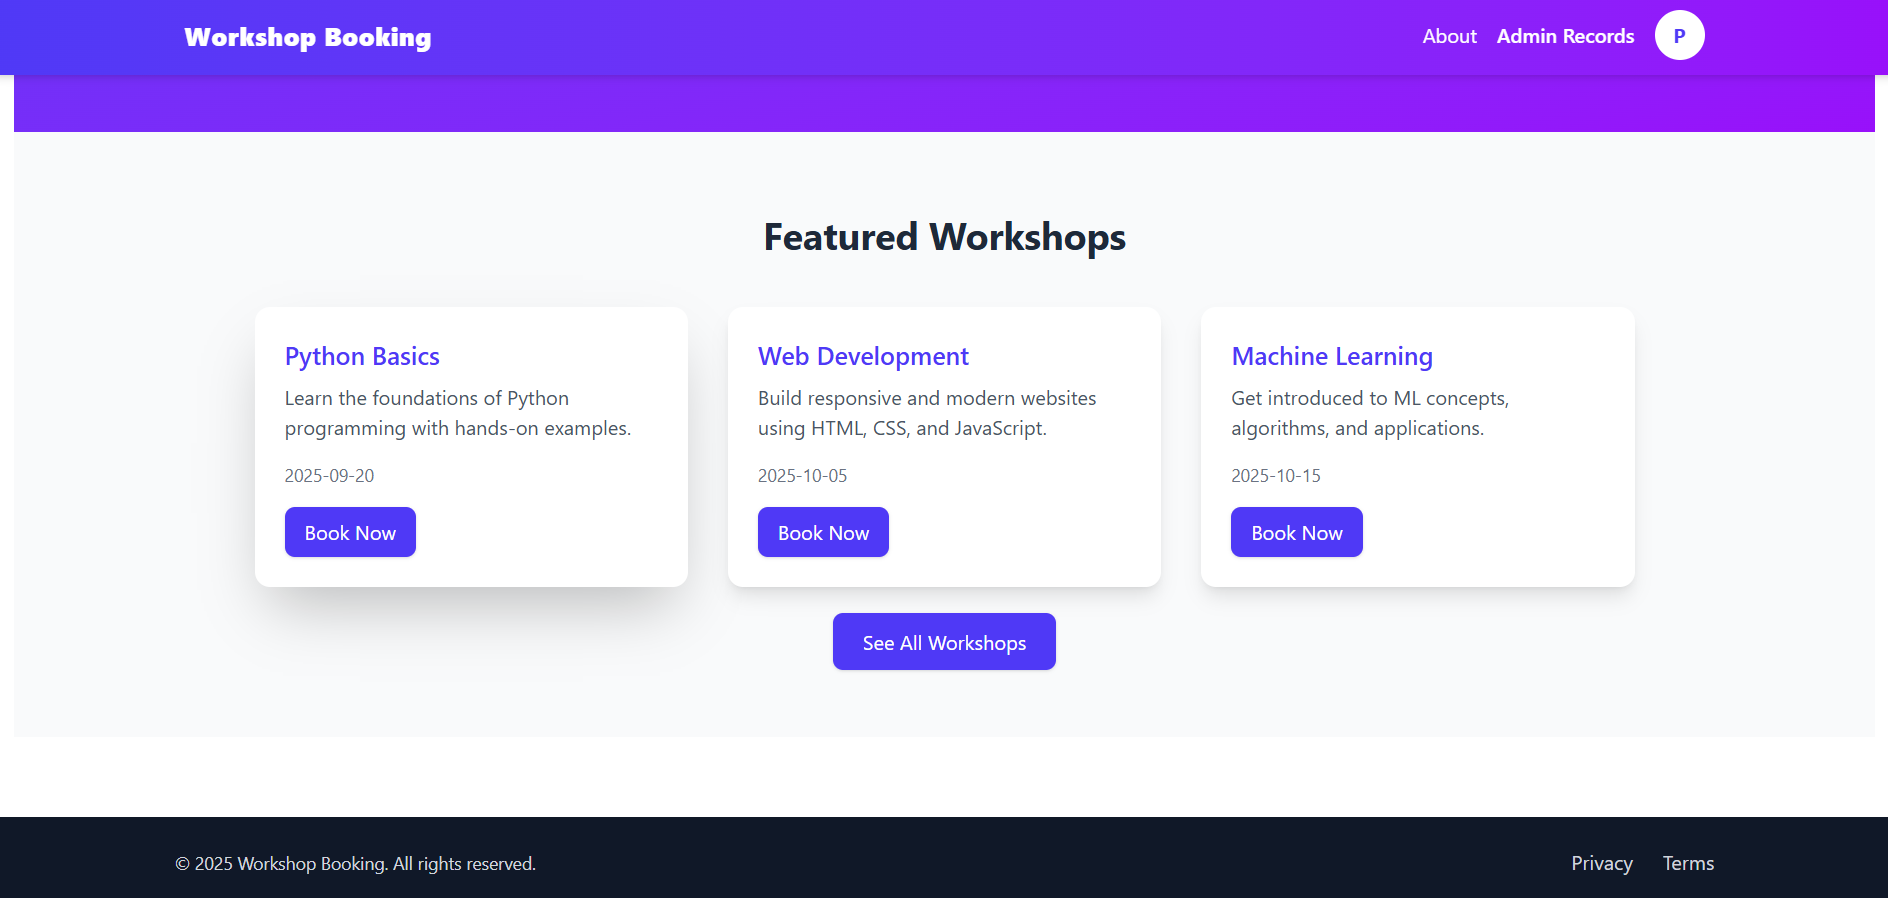 Workshop Booking
About
Admin Records
P
Featured Workshops
Python Basics
Learn the foundations of Python
programming with hands-on examples.
2025-09-20
Book Now
Web Development
Build responsive and modern websites
using HTML, CSS, and JavaScript.
2025-10-05
Book Now
Machine Learning
Get introduced to ML concepts,
algorithms, and applications.
2025-10-15
Book Now
See All Workshops
© 2025 Workshop Booking. All rights reserved.
Privacy
Terms